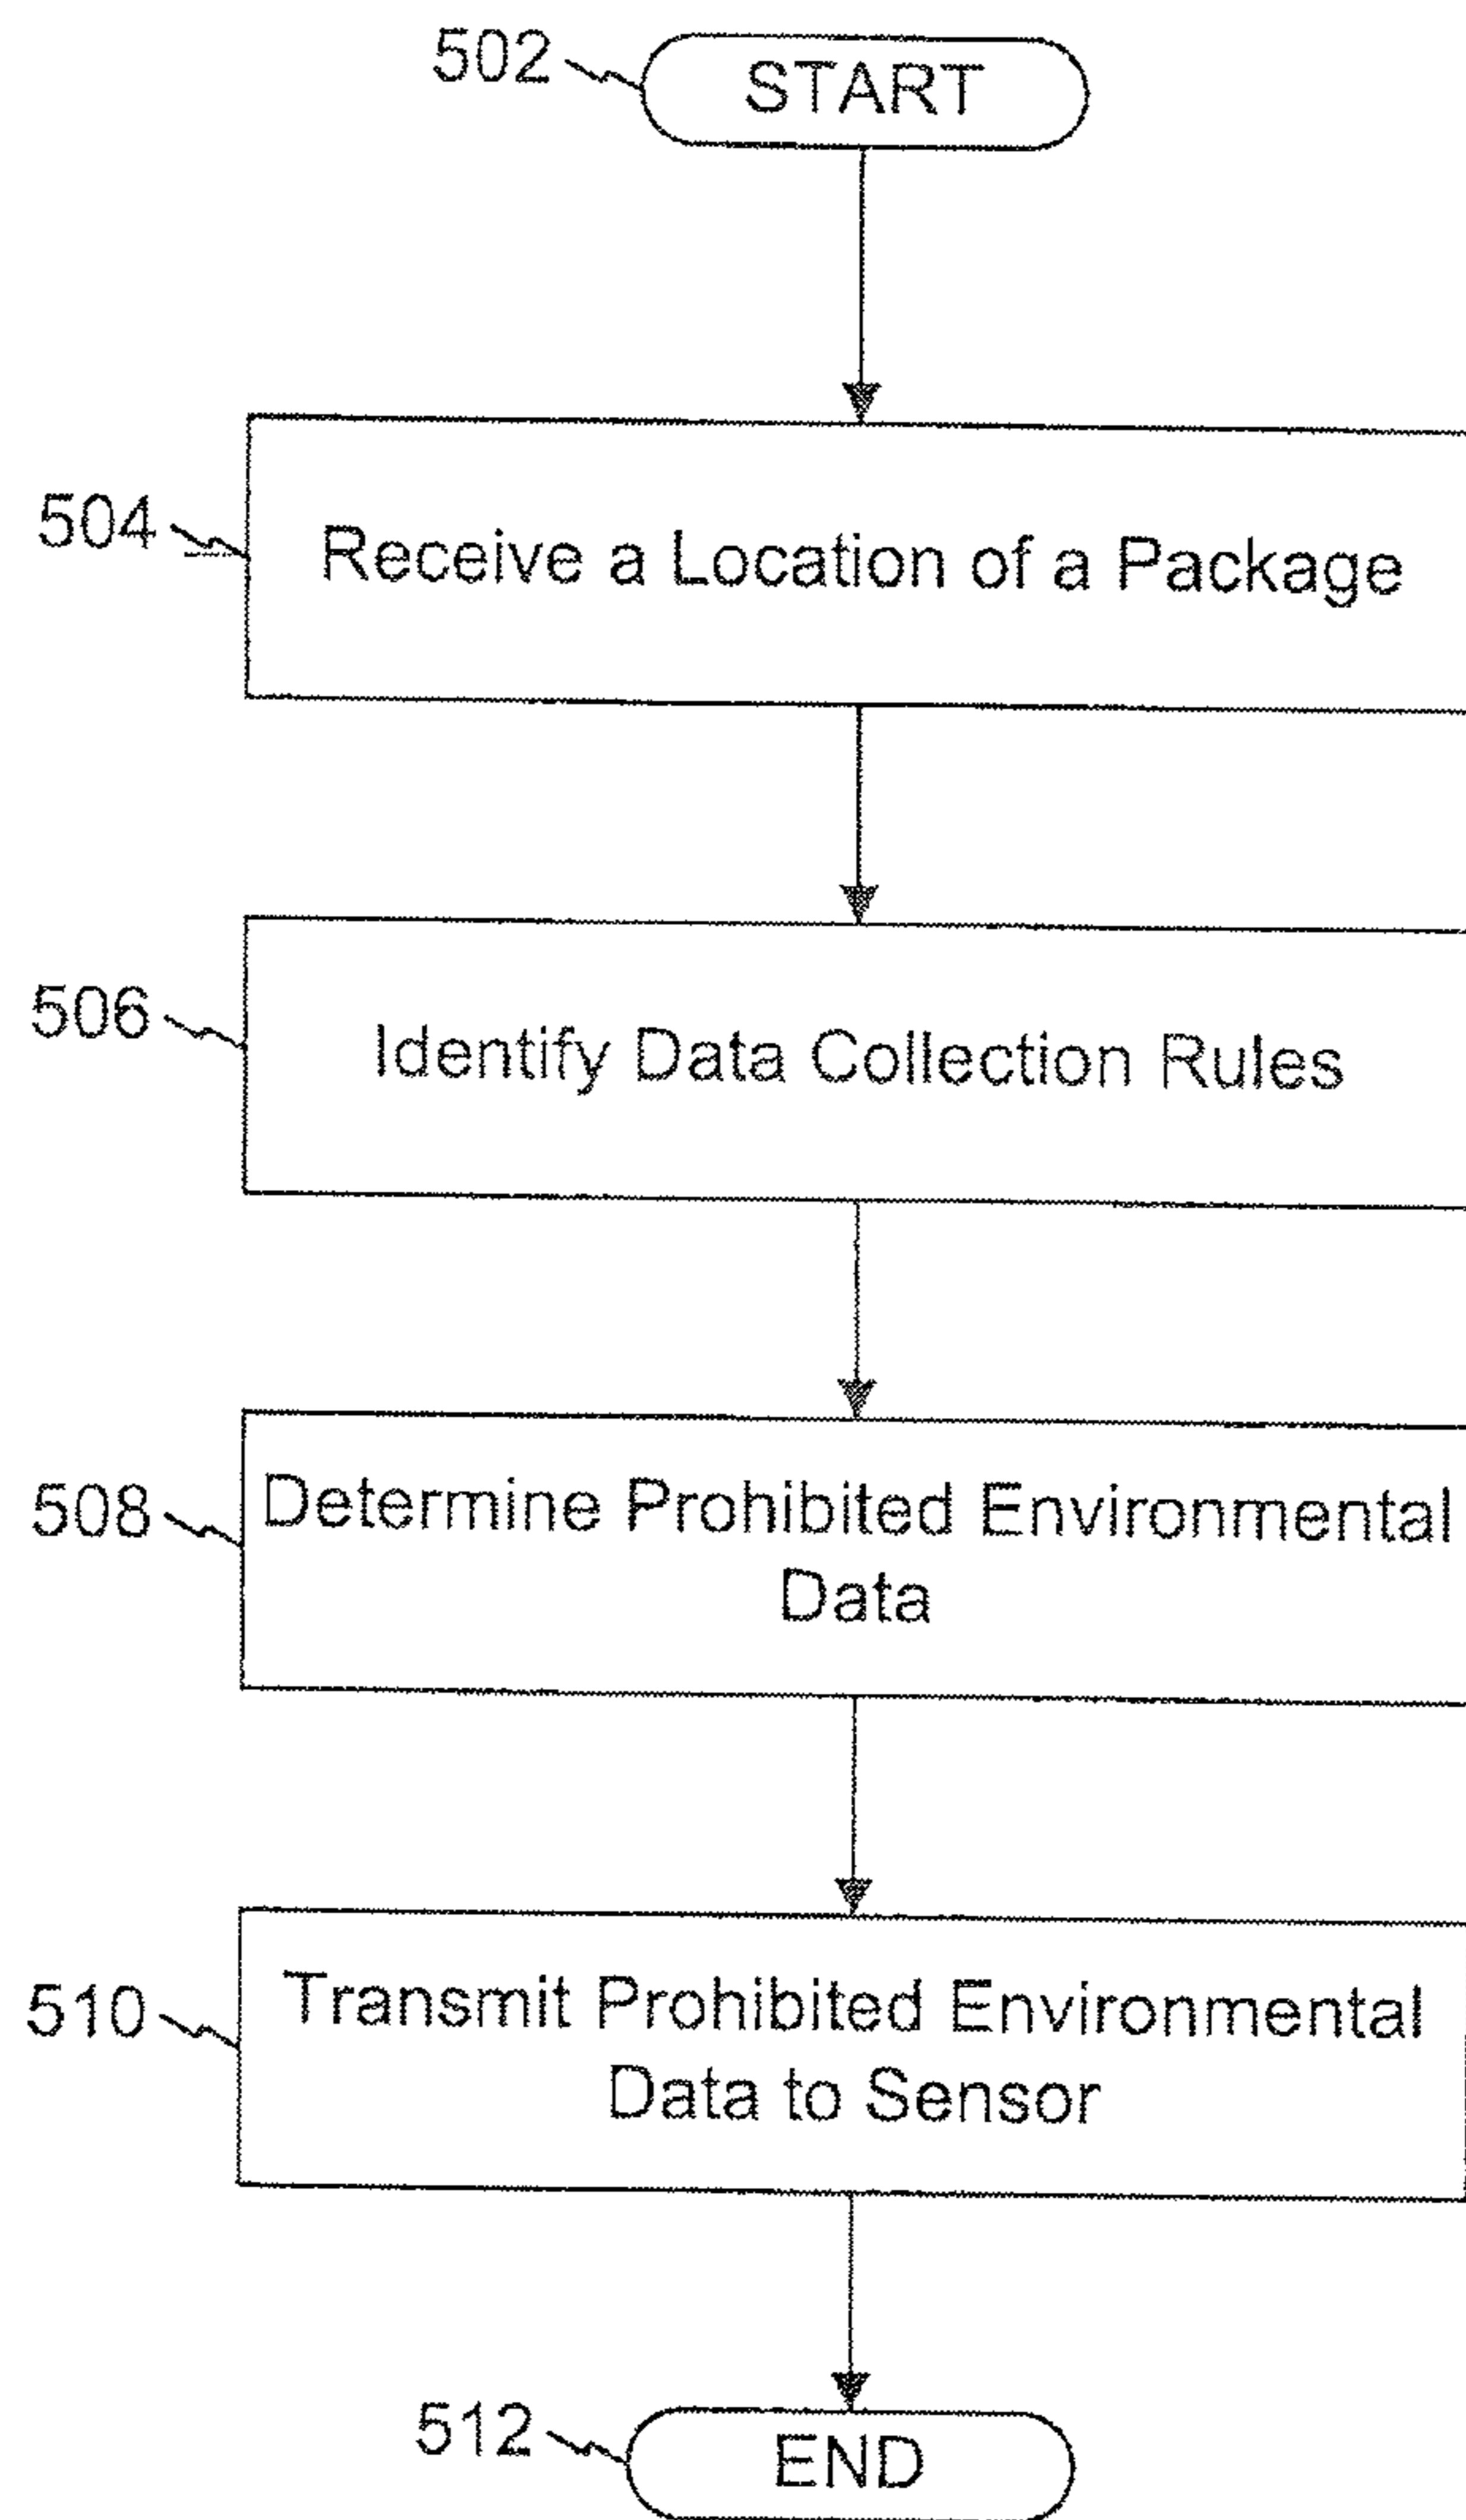 502
START
504
Receive a Location of a Package
506
Identify Data Collection Rules
508
Determine Prohibited Environmental
Data
510
Transmit Prohibited Environmental
Data to Sensor
512
END